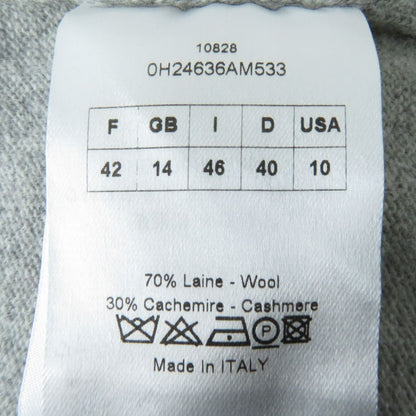 10828
0H24636AM533
F GB I D USA
42 14 46 40 10
70% Laine - Wool
30% Cachemire - Cashmere
P
Made In ITALY